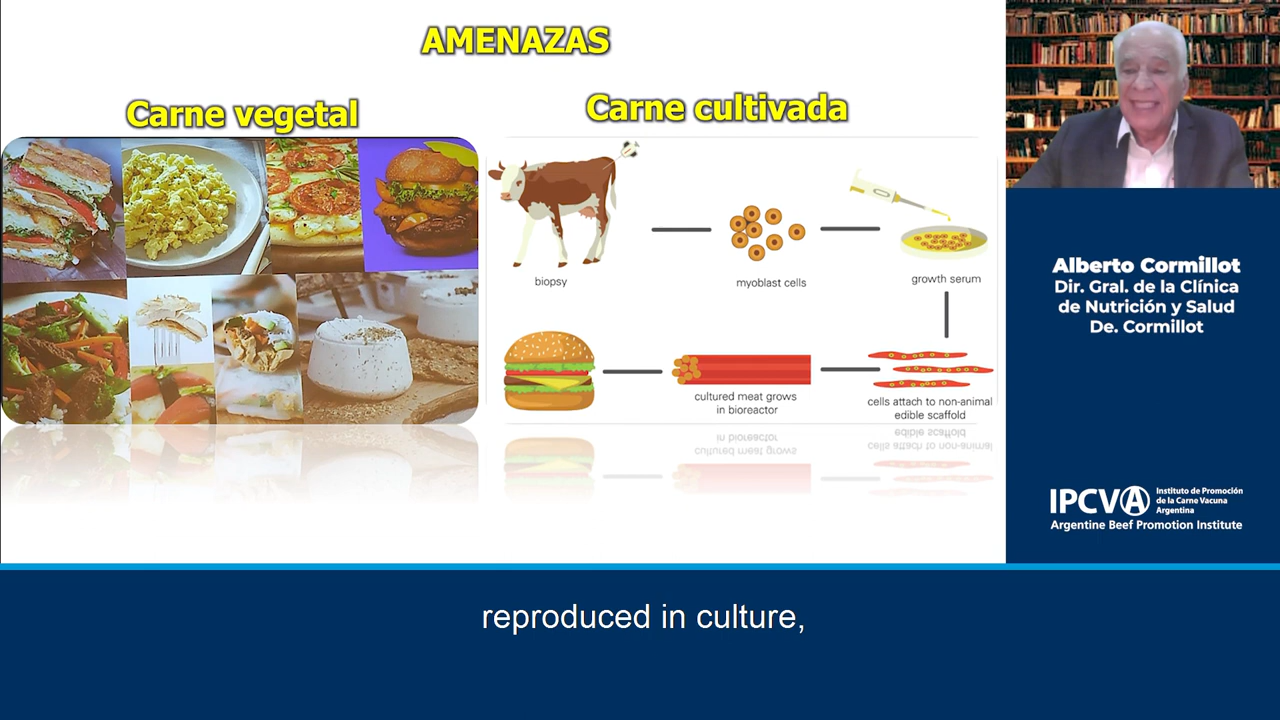 AMENAZAS
Carne vegetal
Carne cultivada
biopsy
myoblast cells
growth serum
cultured meat grows
in bioreactor
cells attach to non-animal
edible scaffold
Alberto Cormillot
Dir. Gral. de la Clínica
de Nutrición y Salud
De. Cormillot
IPCVA
Instituto de Promoción
de la Carne Vacuna
Argentina
Argentine Beef Promotion Institute
reproduced in culture,